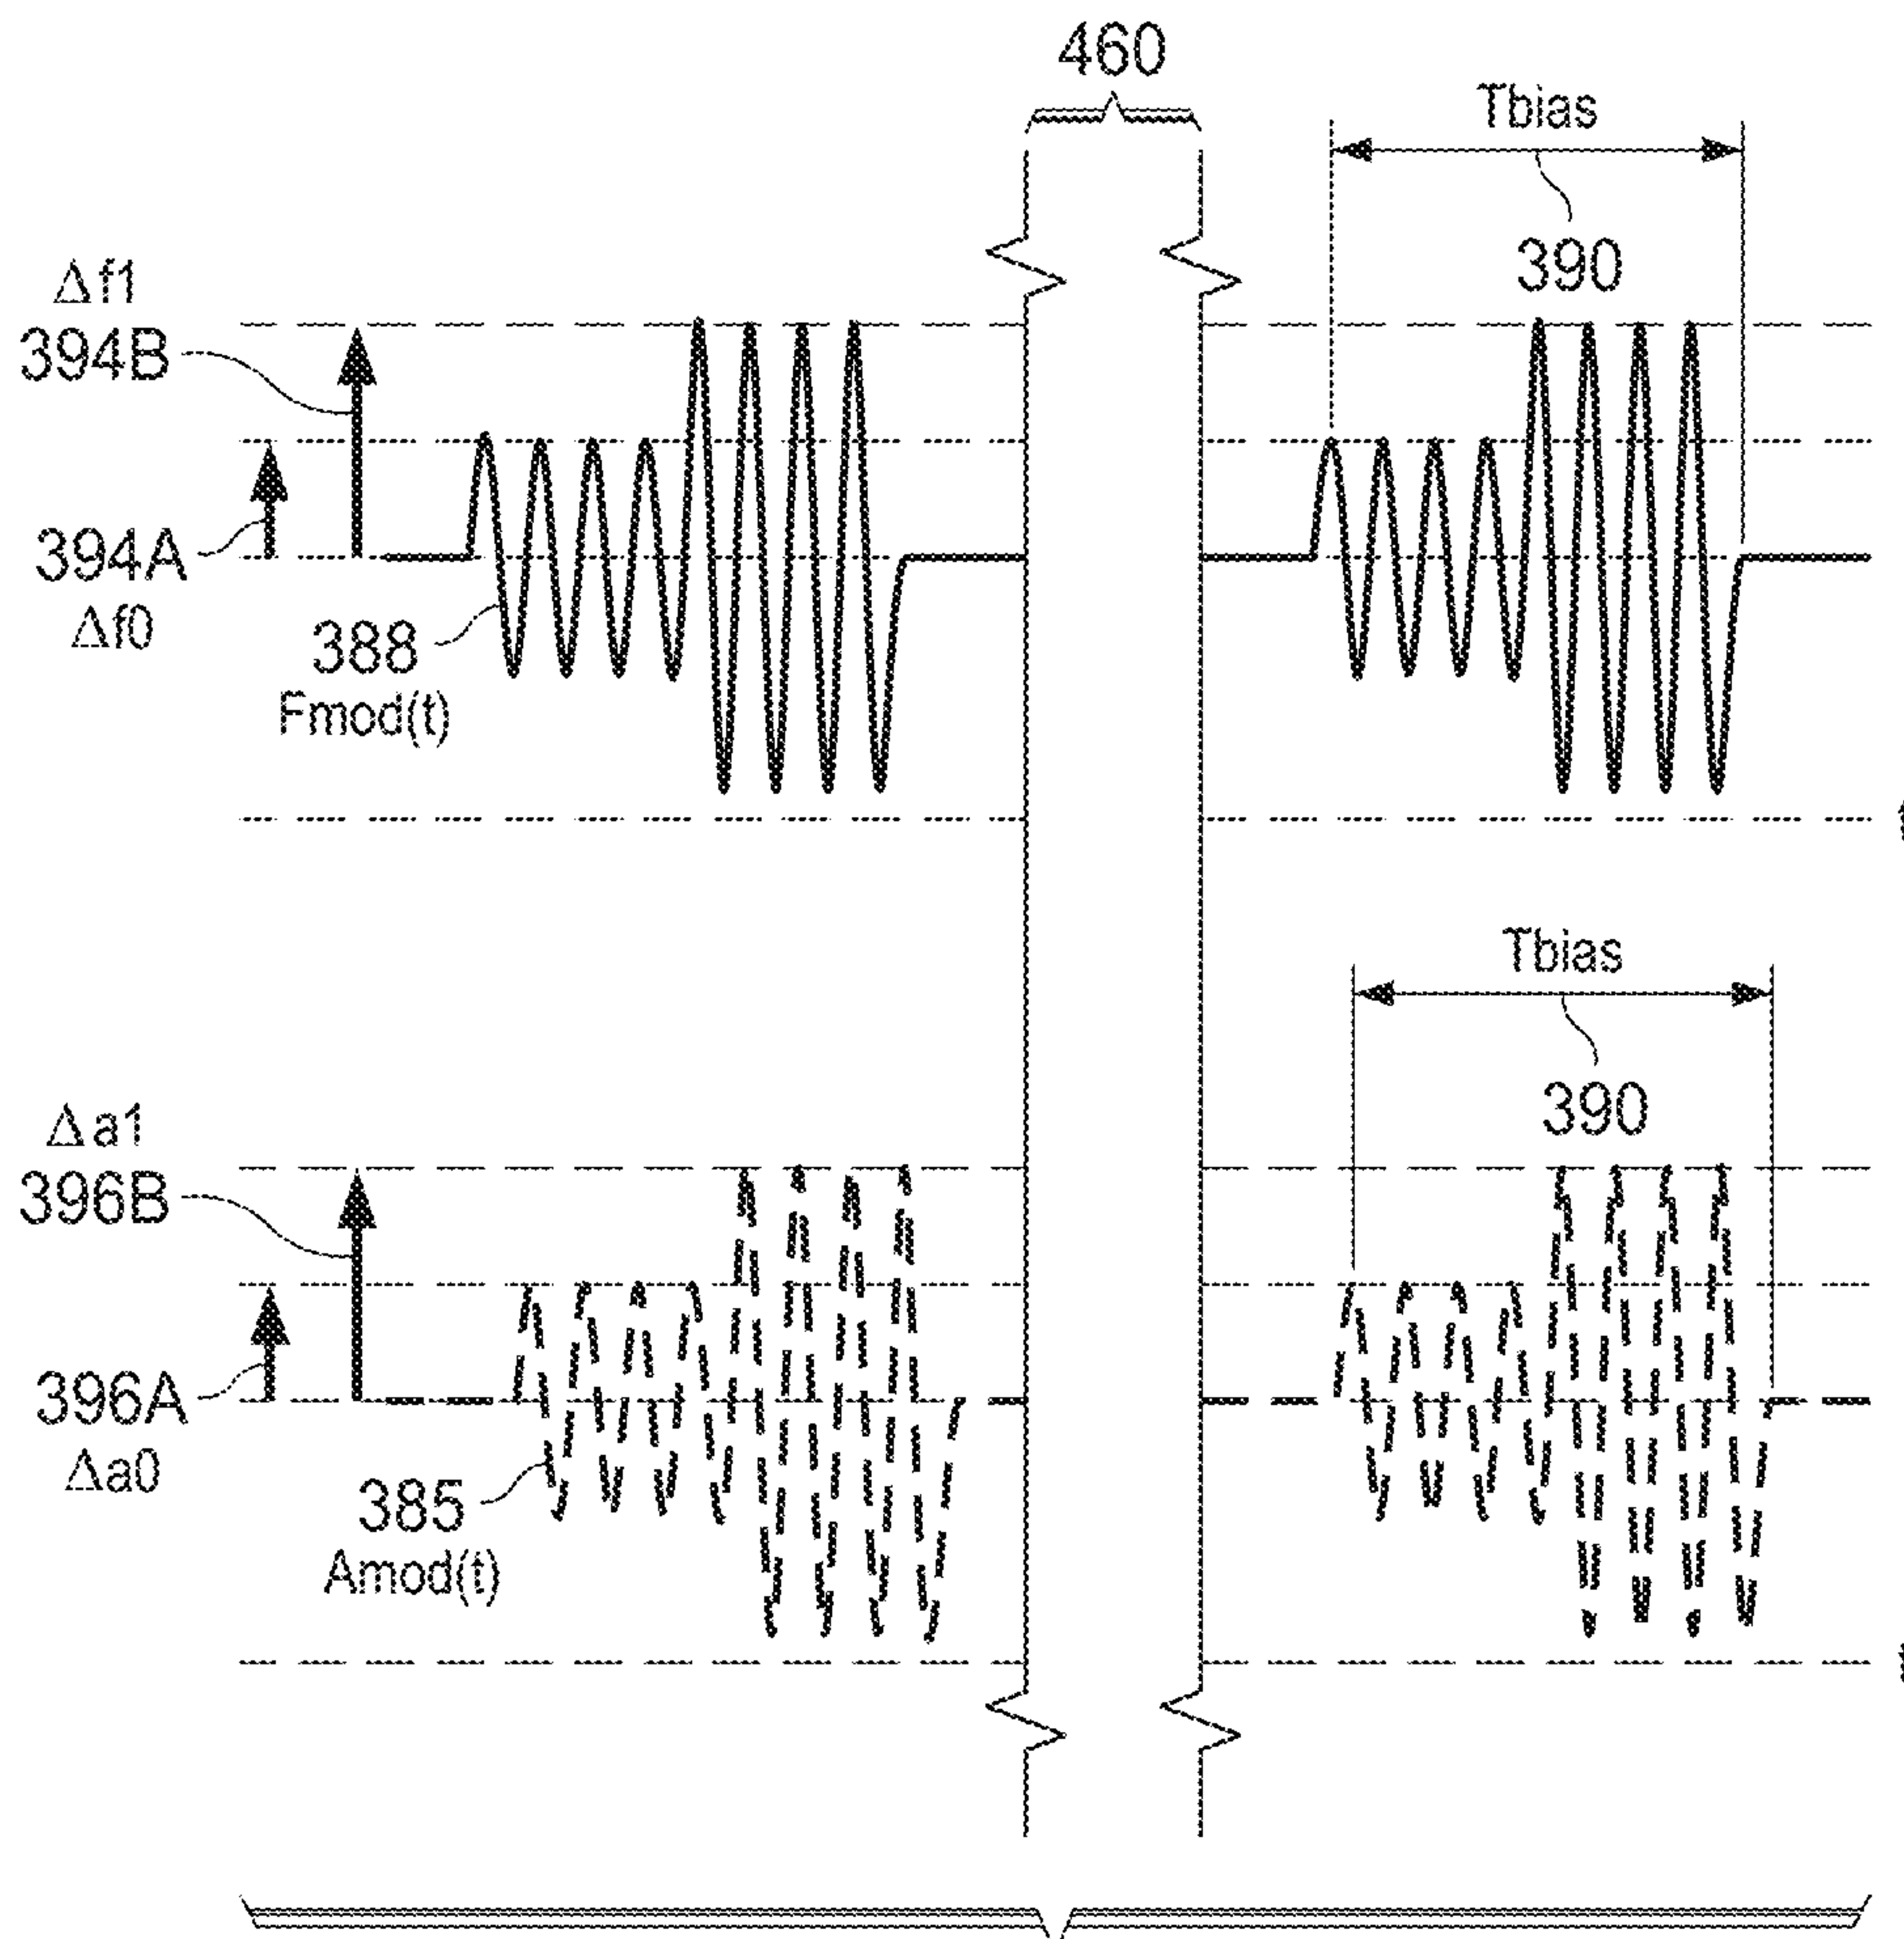 460
Tbias
390
Δf1
394B
394A
Δf0
388
Fmod(t)
Tbias
390
Δa1
396B
396A
Δa0
385
Amod(t)